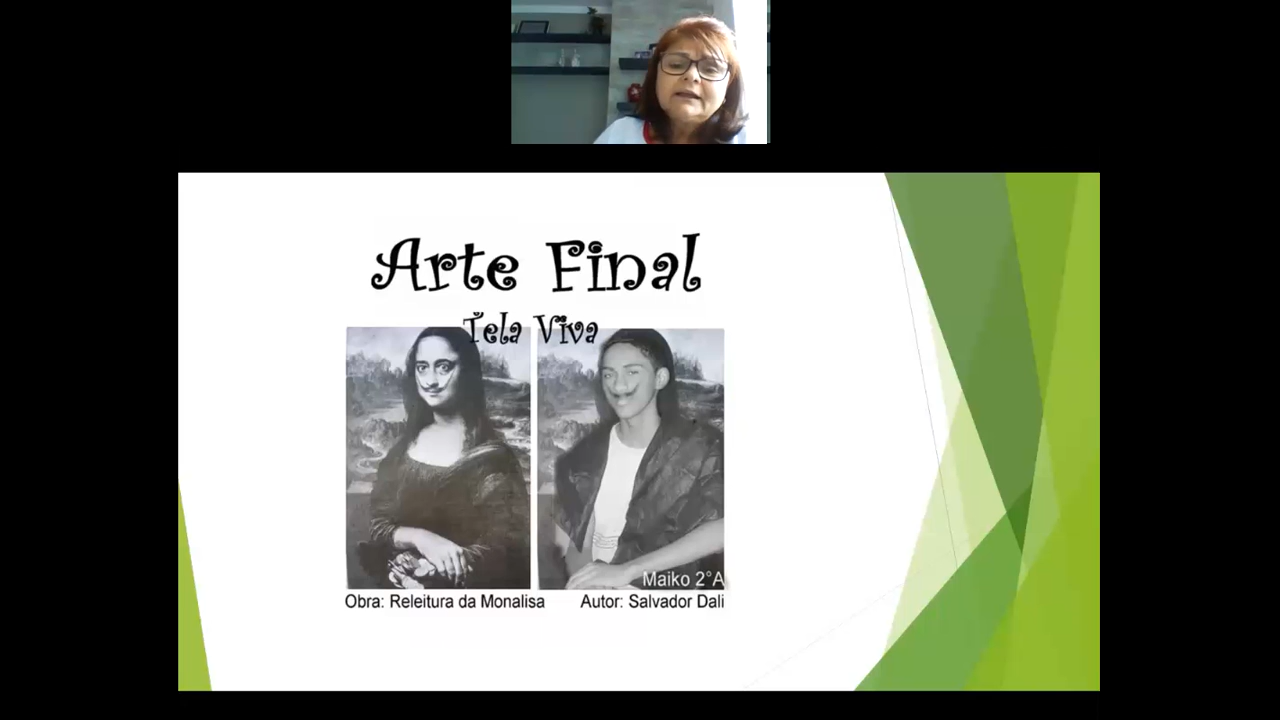 Arte Final
Tela Viva
Maiko 2°A
Obra: Releitura da Monalisa
Autor: Salvador Dali